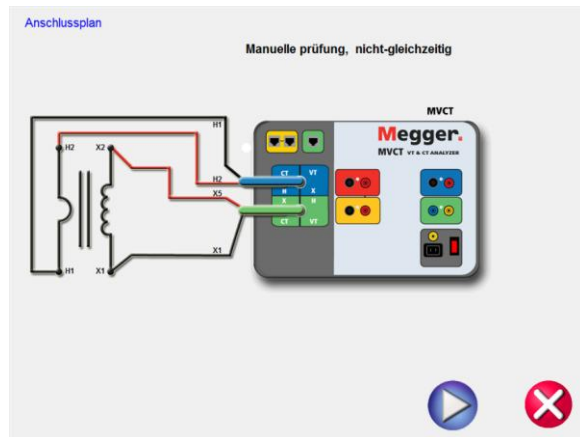 Anschlussplan
Manuelle prüfung, nicht-gleichzeitig
MVCT
Megger.
MVCT VT & CT ANALYZER
H1
H2
X2
H2
X5
X1
H1
X1
CT VT
H X
X H
CT VT